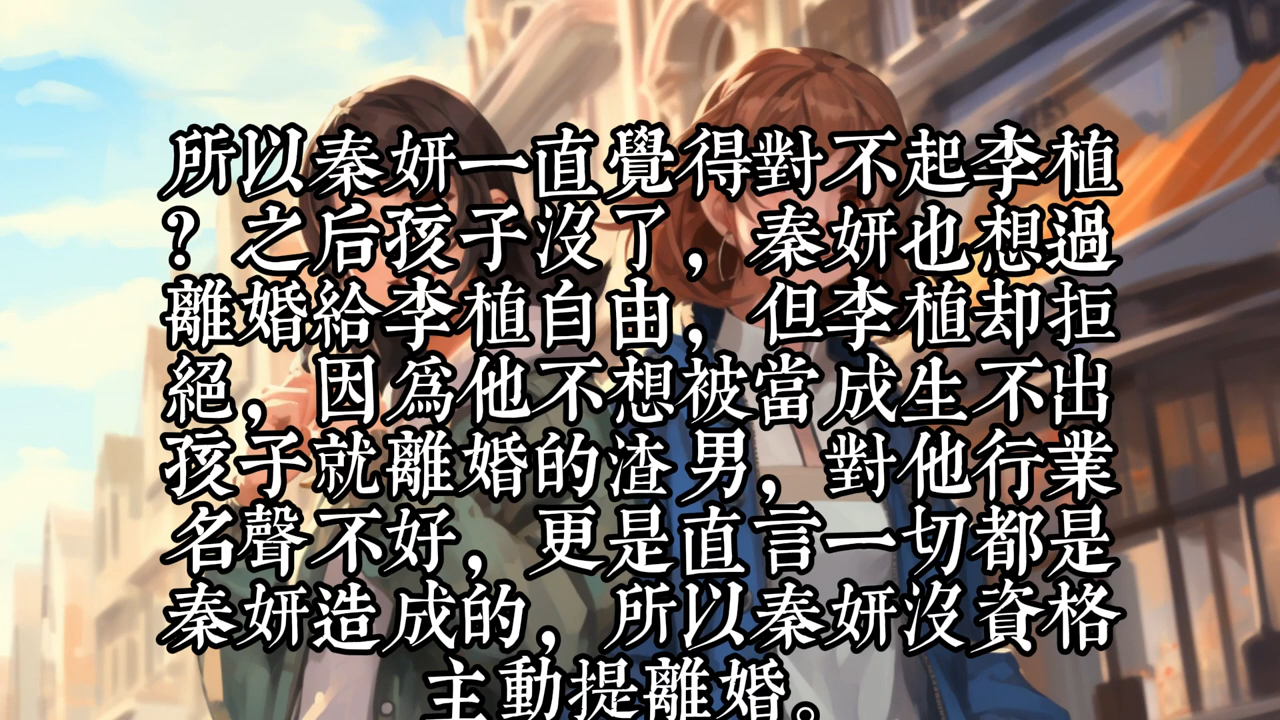 所以秦妍一直覺得對不起李植
？之后孩子沒了，秦妍也想過
離婚給李植自由，但李植却拒
絕，因爲他不想被當成生不出
孩子就離婚的渣男，對他行業
名聲不好，更是直言一切都是
秦妍造成的，所以秦妍沒資格
主動提離婚。